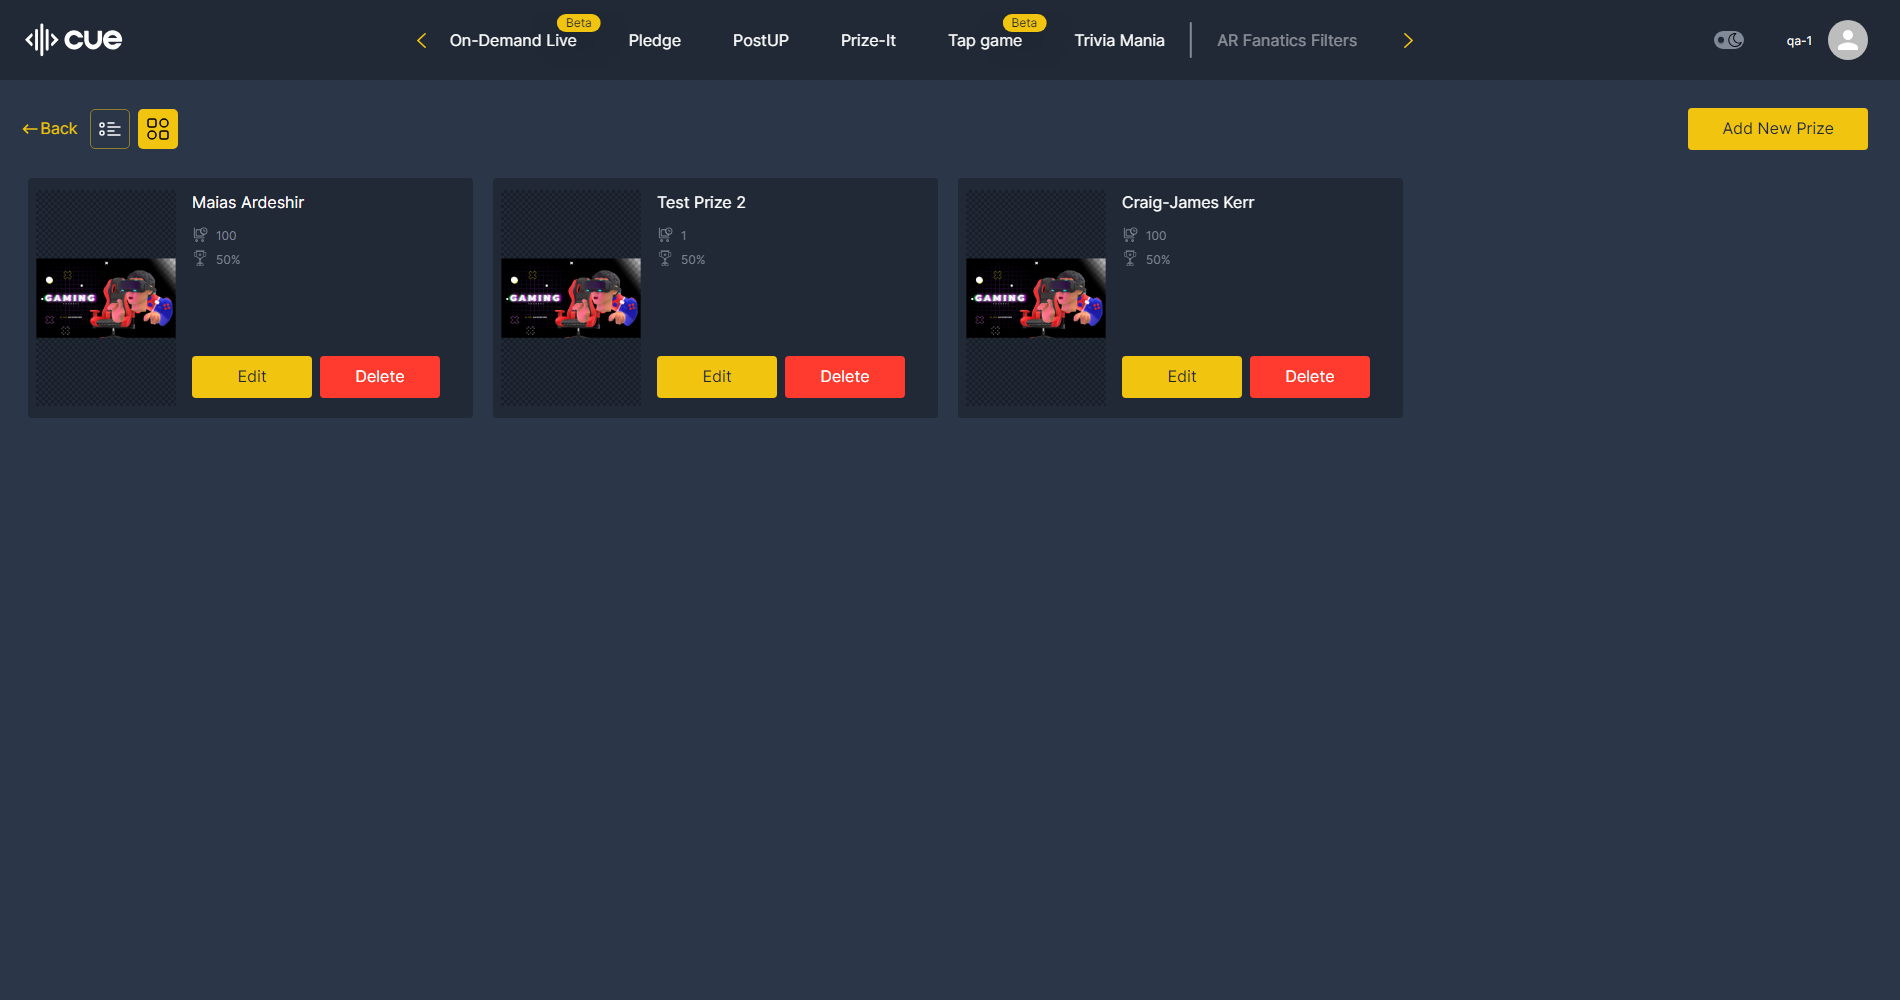 cue
On-Demand Live
Beta
Pledge
PostUP
Prize-It
Tap game
Beta
Trivia Mania
AR Fanatics Filters
qa-1
Back
Add New Prize
GAMING
Maias Ardeshir
100
50%
Edit
Delete
GAMING
Test Prize 2
1
50%
Edit
Delete
GAMING
Craig-James Kerr
100
50%
Edit
Delete